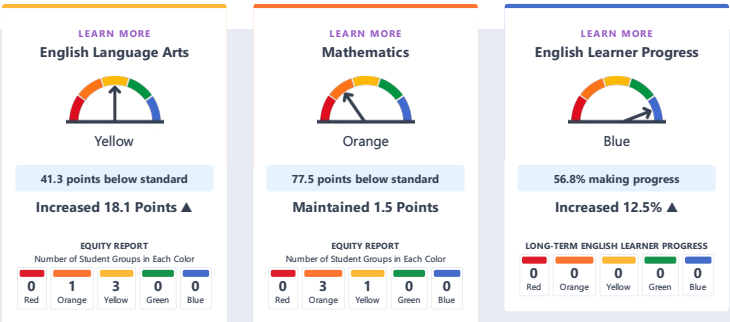 LEARN MORE
English Language Arts
Yellow
41.3 points below standard
Increased 18.1 Points ▲
EQUITY REPORT
Number of Student Groups in Each Color
0 1 3 0 0
Red Orange Yellow Green Blue
LEARN MORE
Mathematics
Orange
77.5 points below standard
Maintained 1.5 Points
EQUITY REPORT
Number of Student Groups in Each Color
0 3 1 0 0
Red Orange Yellow Green Blue
LEARN MORE
English Learner Progress
Blue
56.8% making progress
Increased 12.5% ▲
LONG-TERM ENGLISH LEARNER PROGRESS
0 0 0 0 0
Red Orange Yellow Green Blue